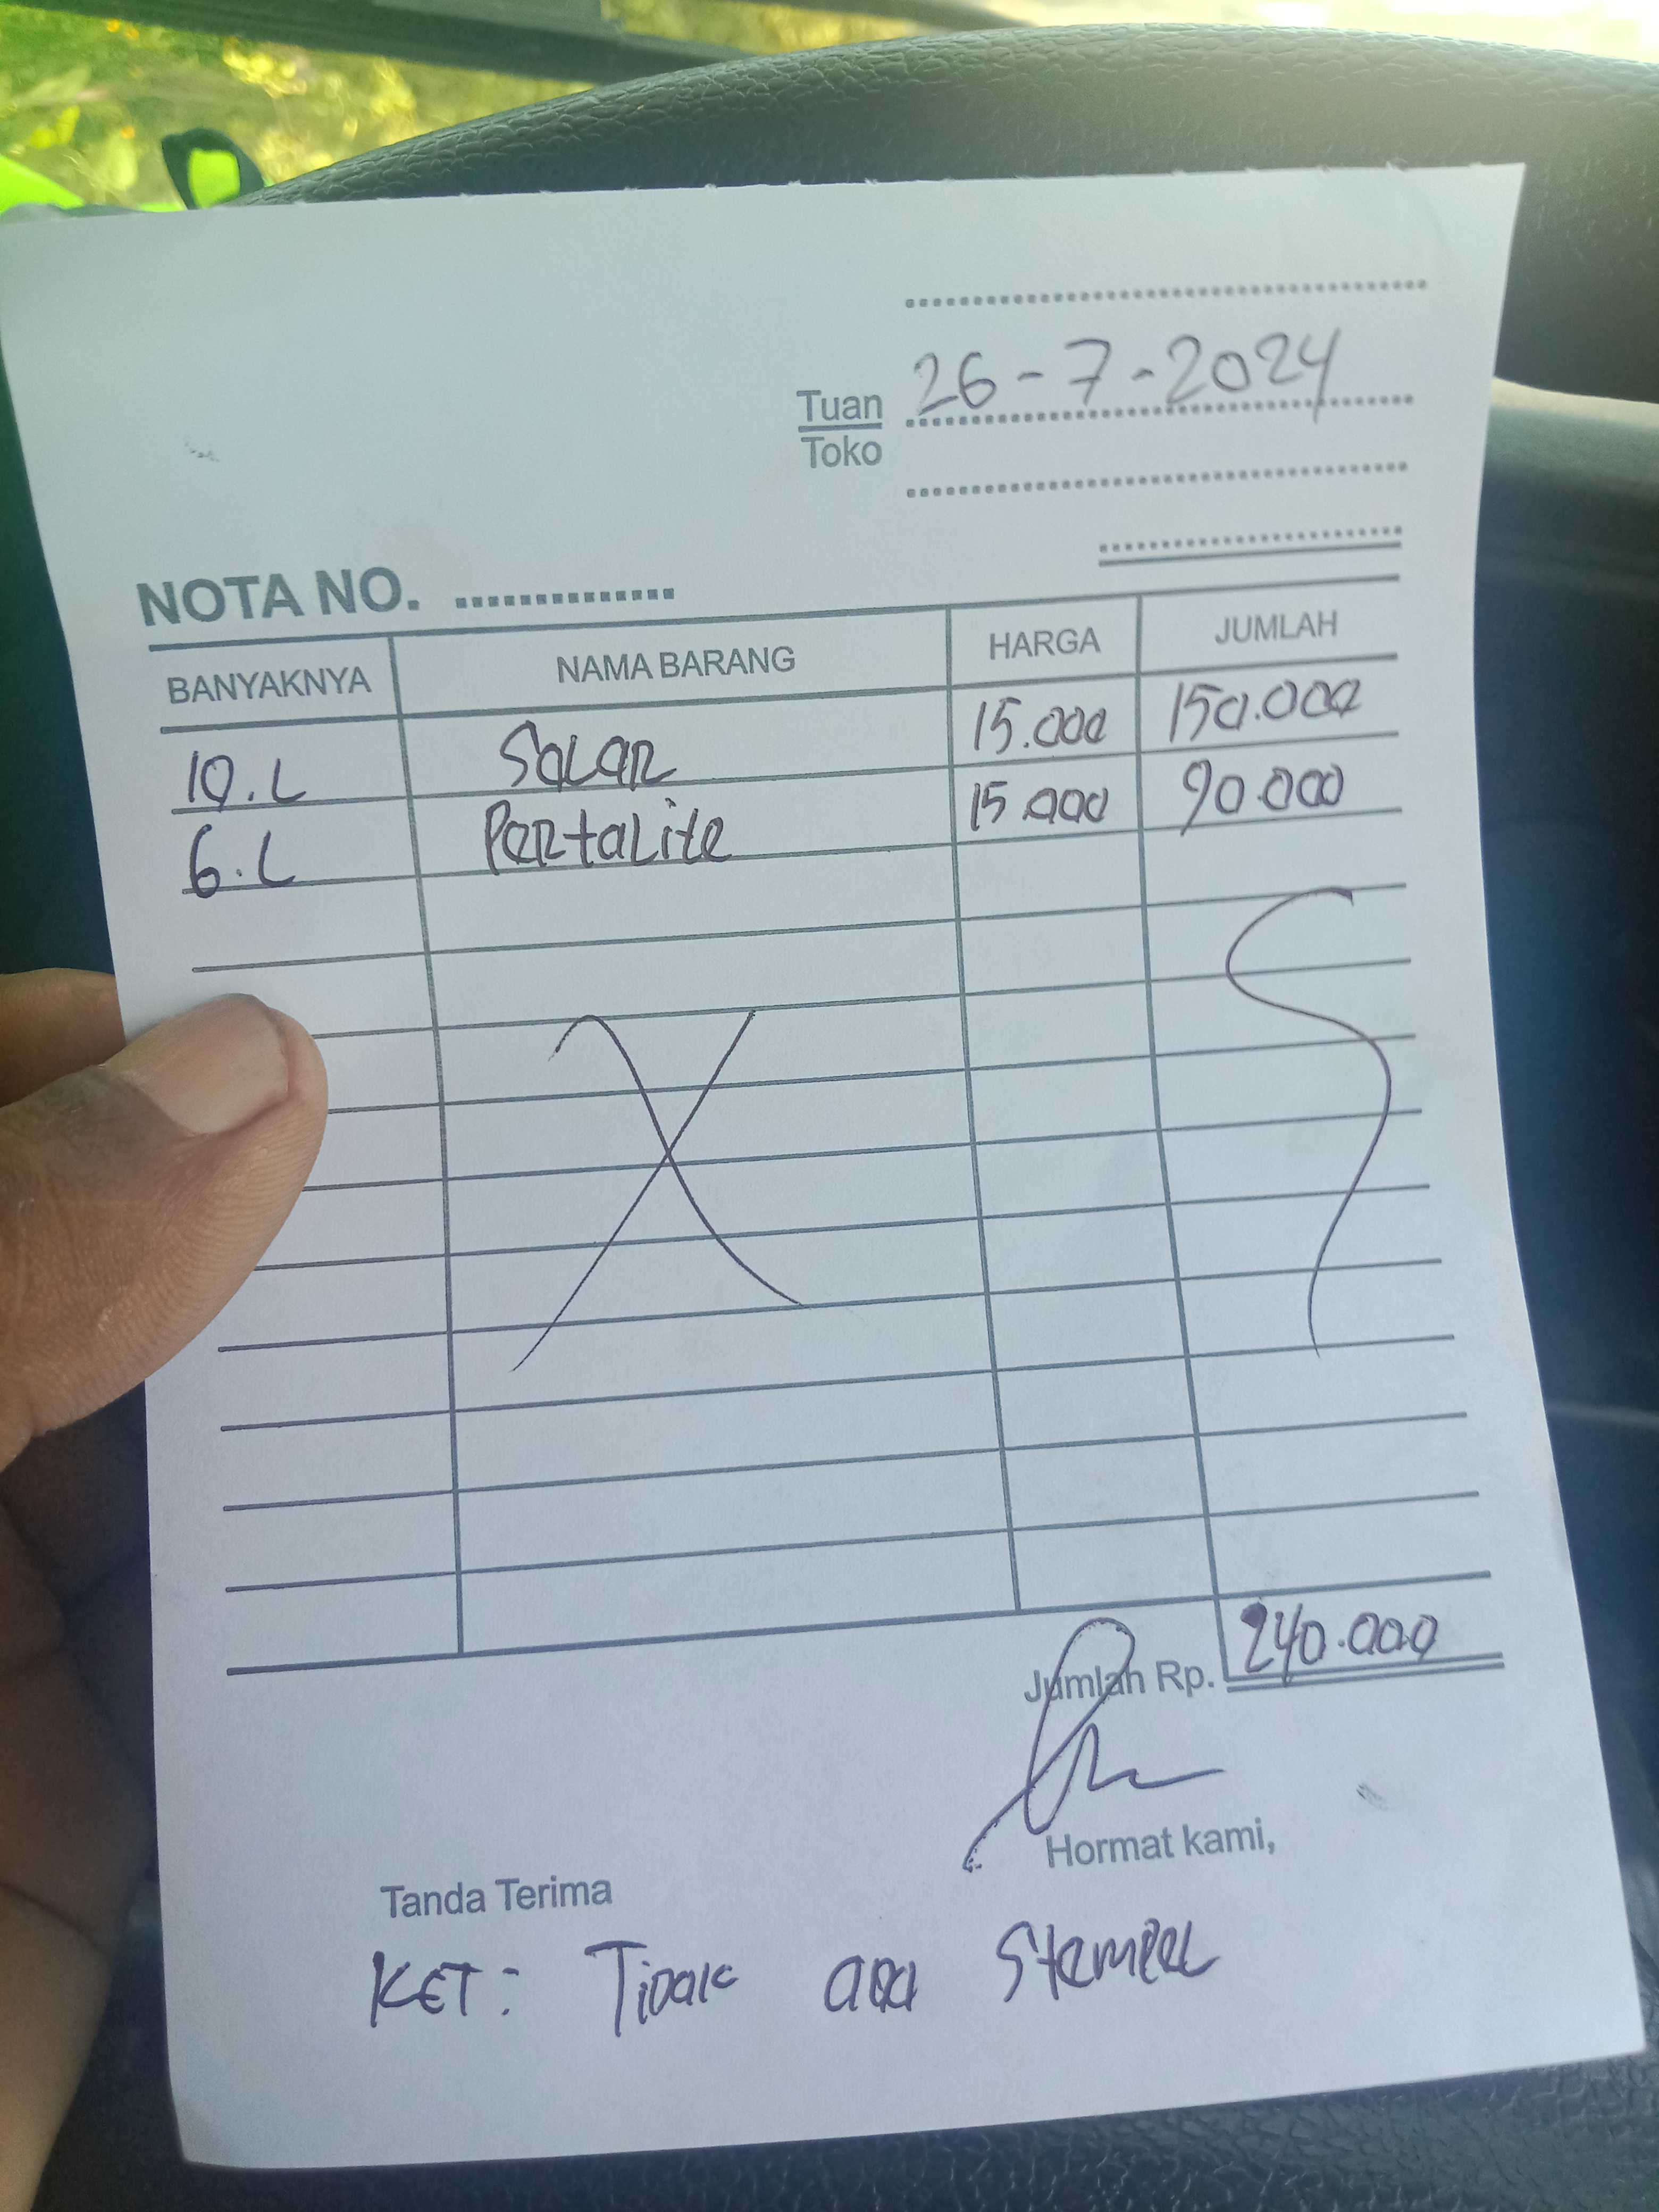 26-7-2024
Tuan
Toko
NOTA NO. ...............
BANYAKNYA NAMA BARANG HARGA JUMLAH
10.L Solar 15.000 150.000
6.L Pertalite 15.000 90.000
Jumlah Rp. 240.000
Tanda Terima Hormat kami,
KET: Tidak ada Stempel